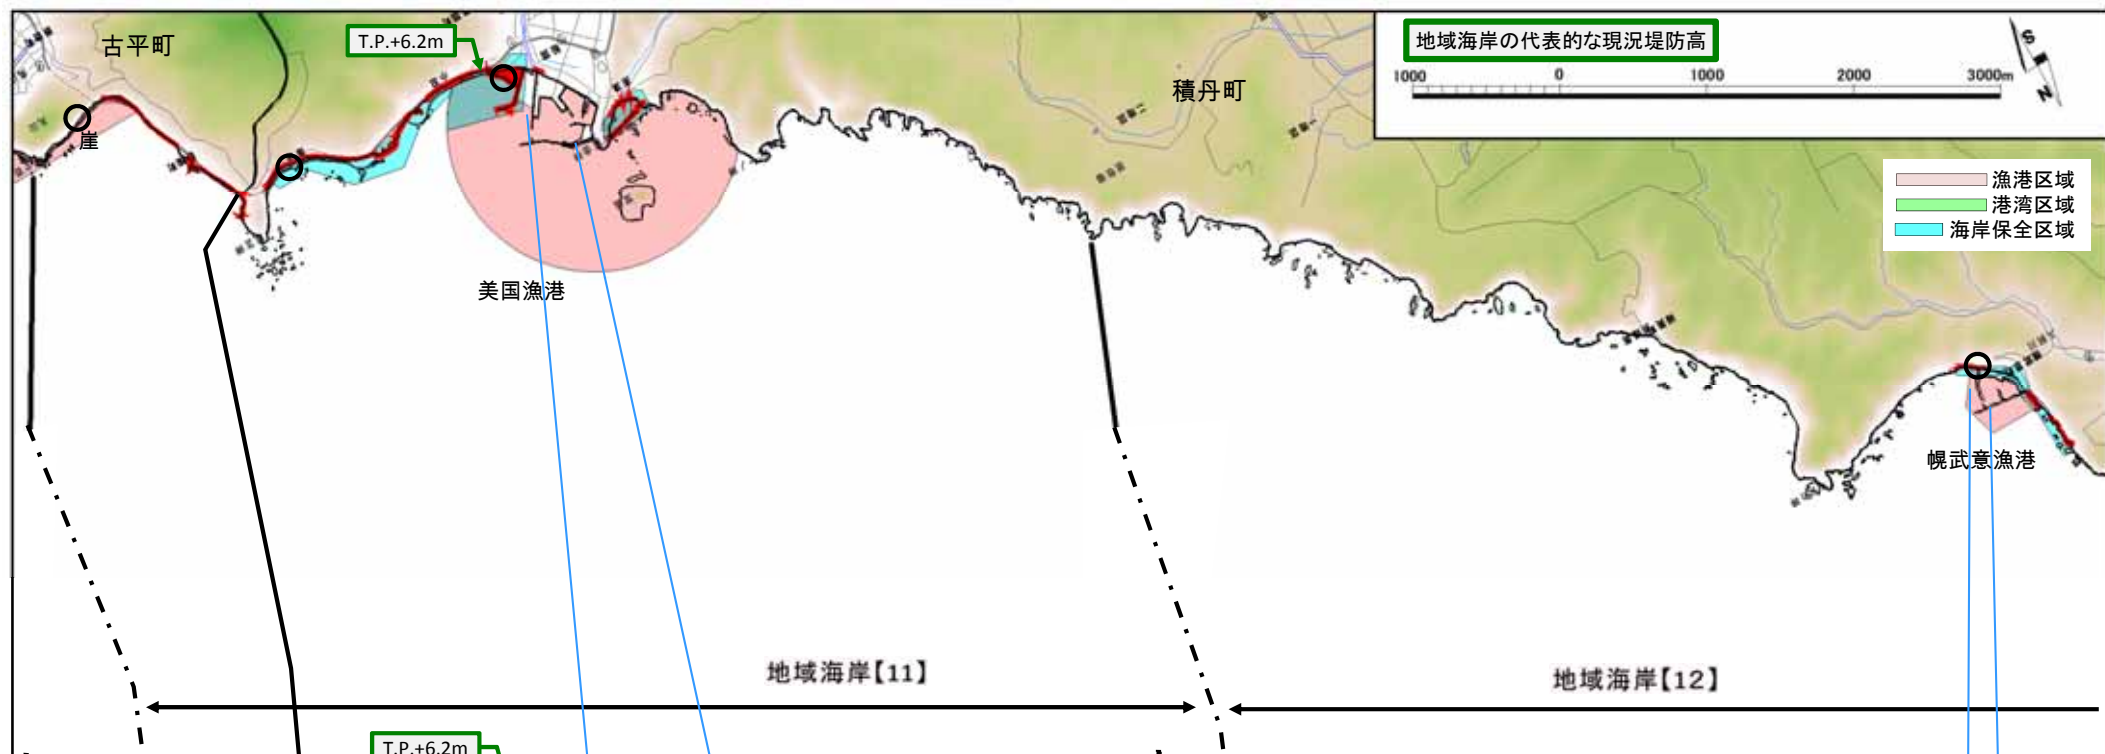 古平町
T.P.+6.2m
地域海岸の代表的な現況堤防高
1000 0 1000 2000 3000m
S
N
積丹町
崖
漁港区域
港湾区域
海岸保全区域
美国漁港
幌武意漁港
地域海岸【11】
地域海岸【12】
T.P.+6.2m